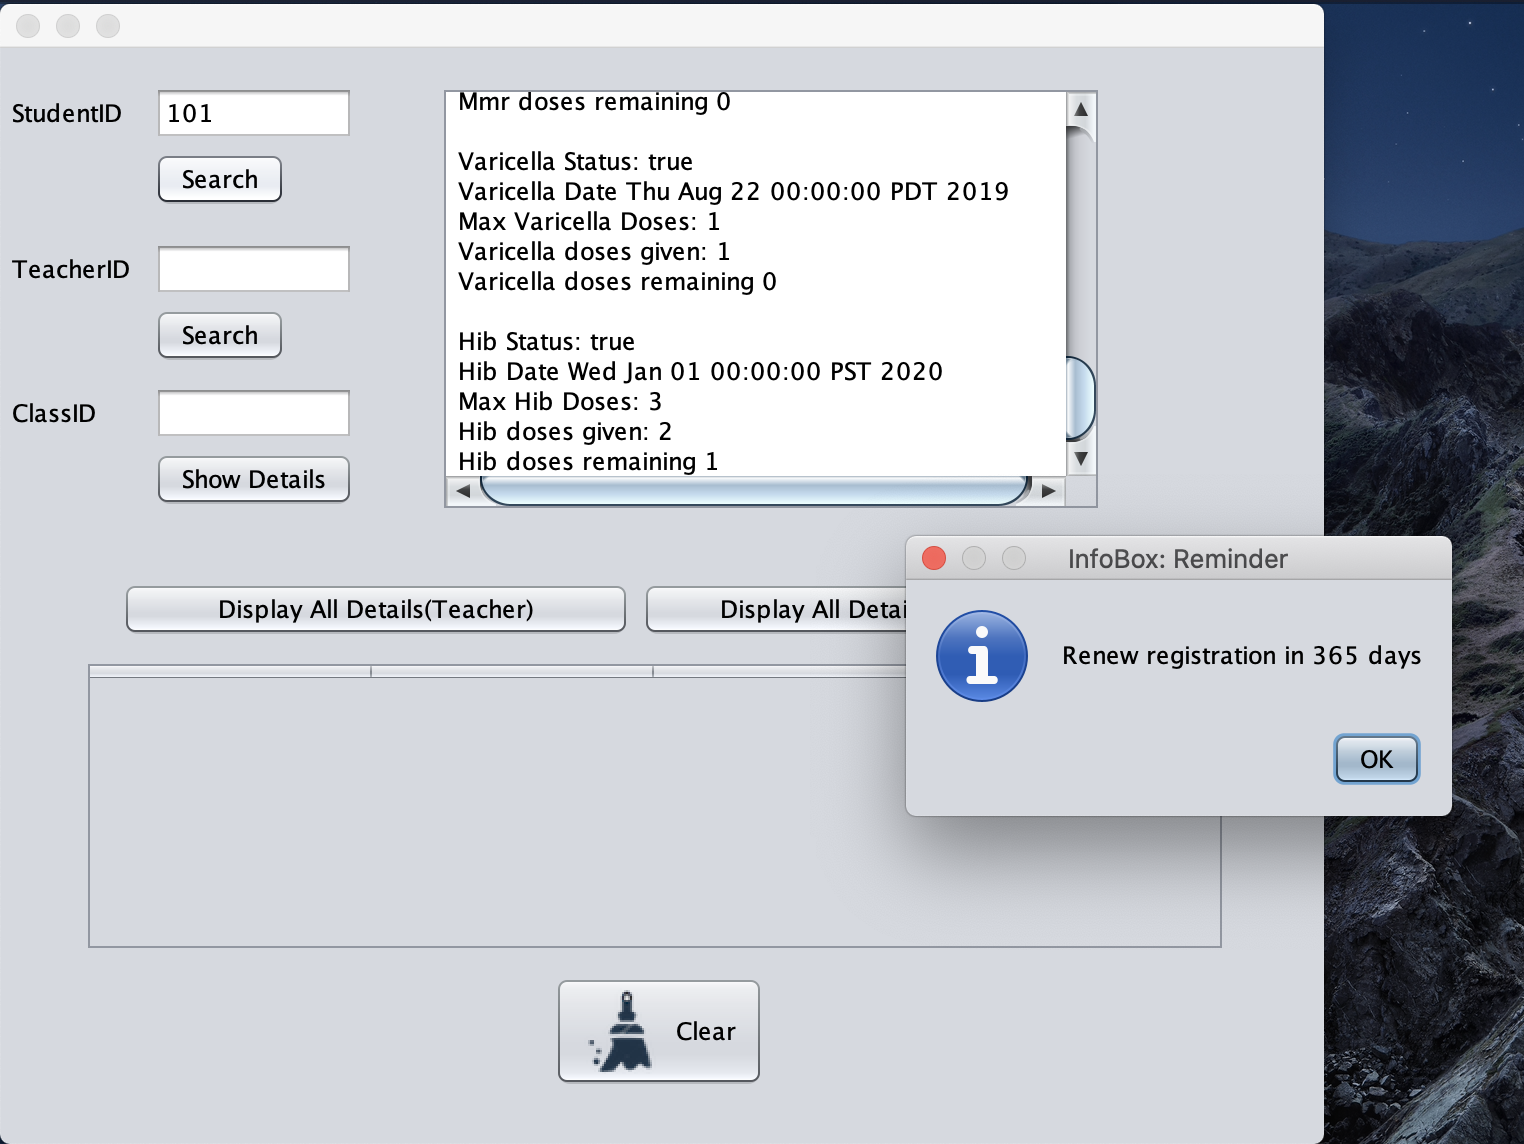 StudentID
101
Search
TeacherID
Search
ClassID
Show Details
Mmr doses remaining 0
Varicella Status: true
Varicella Date Thu Aug 22 00:00:00 PDT 2019
Max Varicella Doses: 1
Varicella doses given: 1
Varicella doses remaining 0
Hib Status: true
Hib Date Wed Jan 01 00:00:00 PST 2020
Max Hib Doses: 3
Hib doses given: 2
Hib doses remaining 1
Display All Details(Teacher)
Display All
InfoBox: Reminder
Renew registration in 365 days
OK
Clear